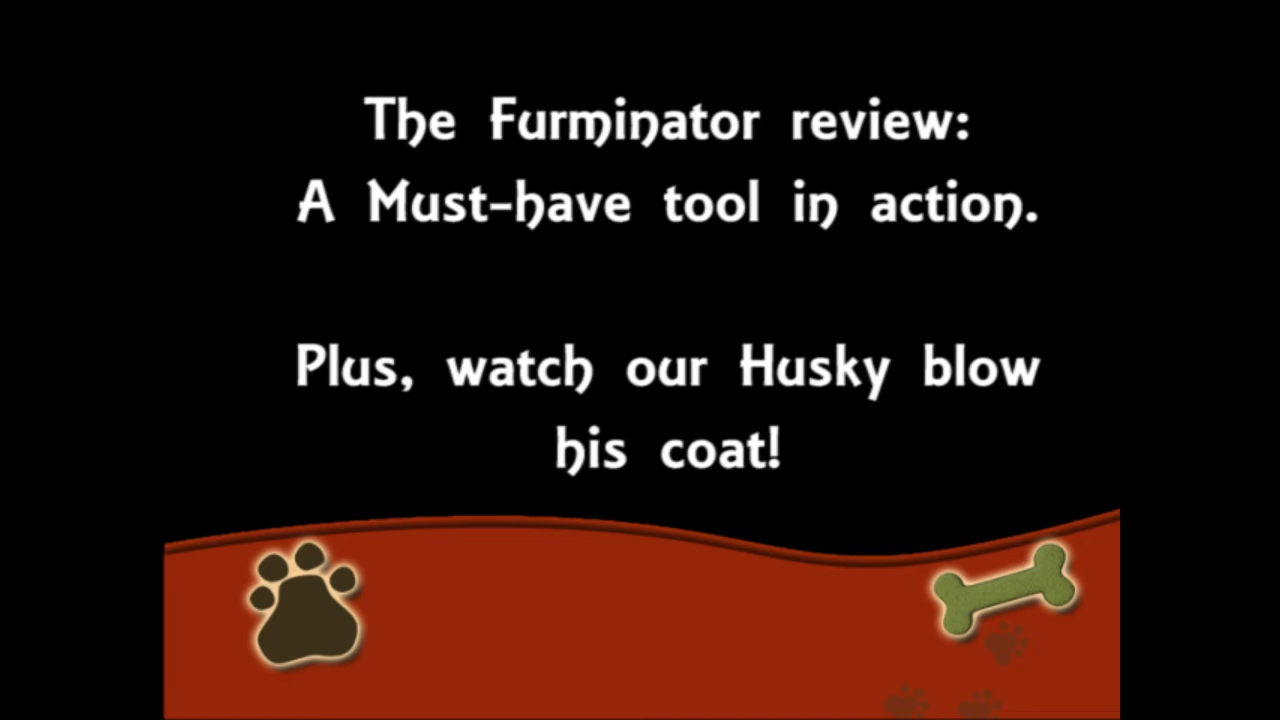 The Furminator review:
A Must-have tool in action.
Plus, watch our Husky blow
his coat!